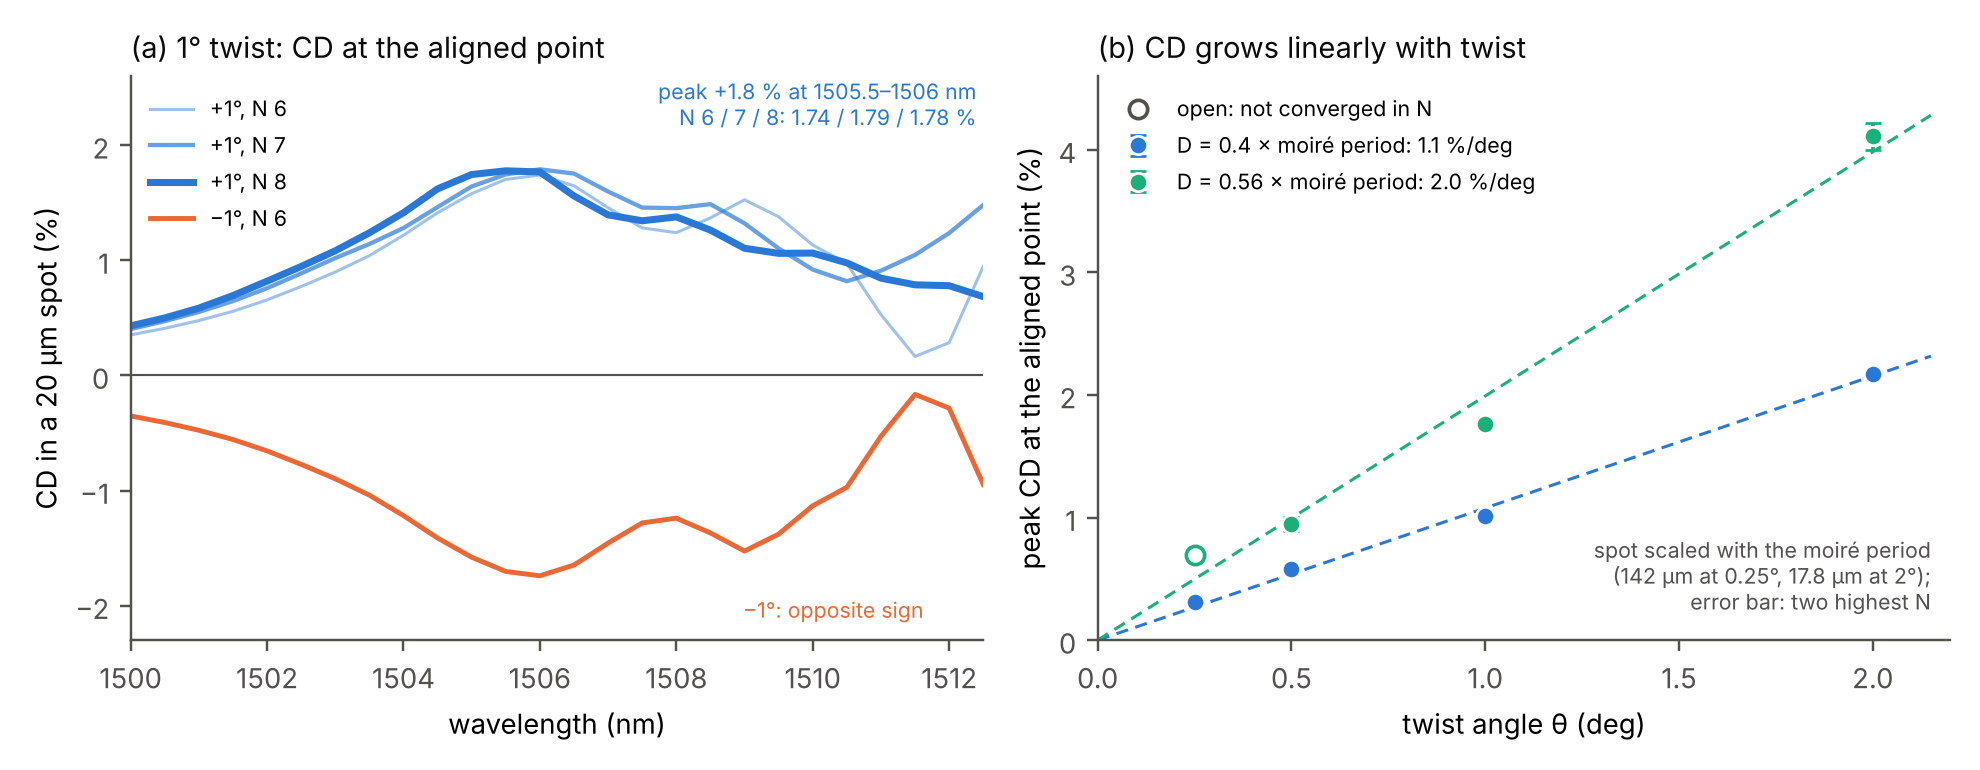 (a) 1° twist: CD at the aligned point
peak +1.8 % at 1505.5–1506 nm
N 6 / 7 / 8: 1.74 / 1.79 / 1.78 %
+1°, N 6
+1°, N 7
+1°, N 8
−1°, N 6
−1°: opposite sign
CD in a 20 µm spot (%)
2
1
0
−1
−2
1500 1502 1504 1506 1508 1510 1512
wavelength (nm)
(b) CD grows linearly with twist
open: not converged in N
D = 0.4 × moiré period: 1.1 %/deg
D = 0.56 × moiré period: 2.0 %/deg
spot scaled with the moiré period
(142 µm at 0.25°, 17.8 µm at 2°);
error bar: two highest N
peak CD at the aligned point (%)
4
3
2
1
0
0.0 0.5 1.0 1.5 2.0
twist angle θ (deg)